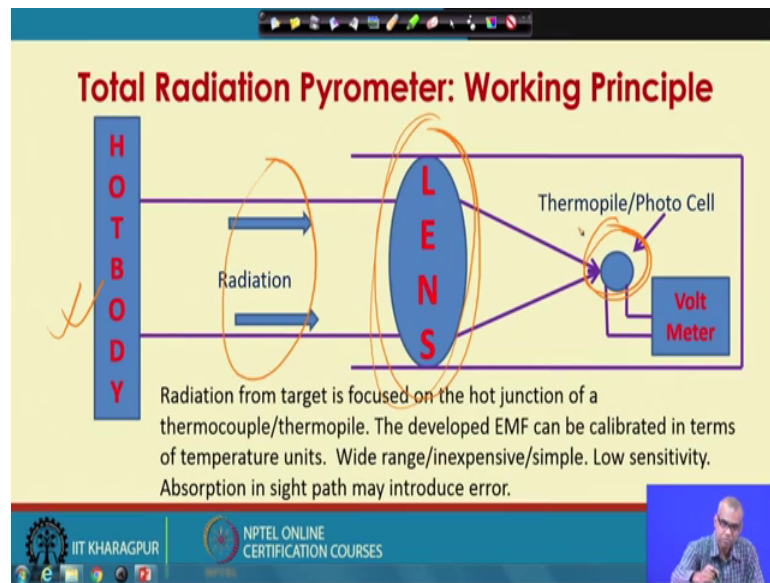 Total Radiation Pyrometer: Working Principle
HOTBODY
Radiation
LENS
Thermopile/Photo Cell
Volt
Meter
Radiation from target is focused on the hot junction of a
thermocouple/thermopile. The developed EMF can be calibrated in terms
of temperature units. Wide range/inexpensive/simple. Low sensitivity.
Absorption in sight path may introduce error.
IIT KHARAGPUR
NPTEL ONLINE
CERTIFICATION COURSES